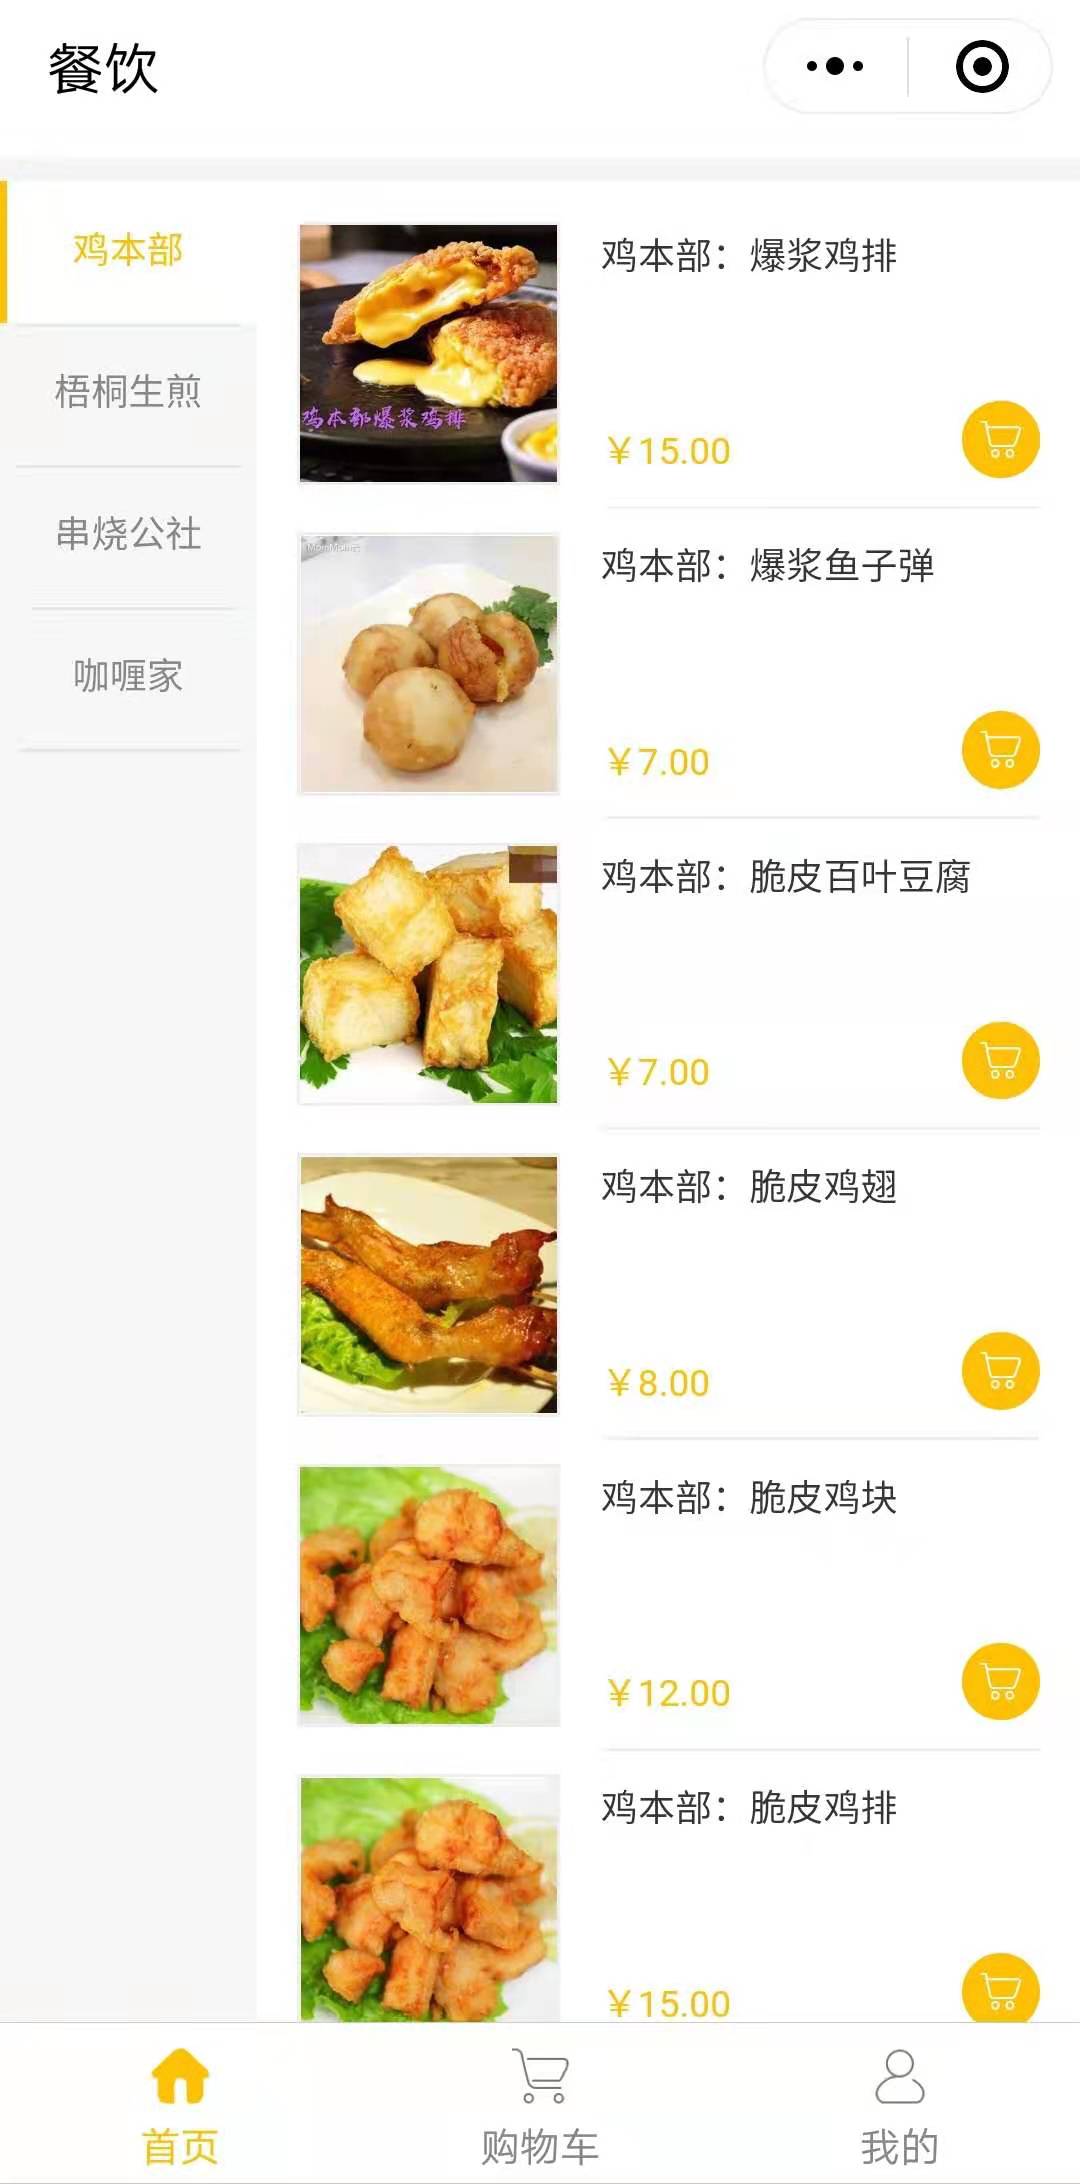 餐饮
鸡本部
梧桐生煎
串烧公社
咖喱家
鸡本部爆浆鸡排
鸡本部：爆浆鸡排
￥15.00
鸡本部：爆浆鱼子弹
￥7.00
鸡本部：脆皮百叶豆腐
￥7.00
鸡本部：脆皮鸡翅
￥8.00
鸡本部：脆皮鸡块
￥12.00
鸡本部：脆皮鸡排
￥15.00
首页
购物车
我的